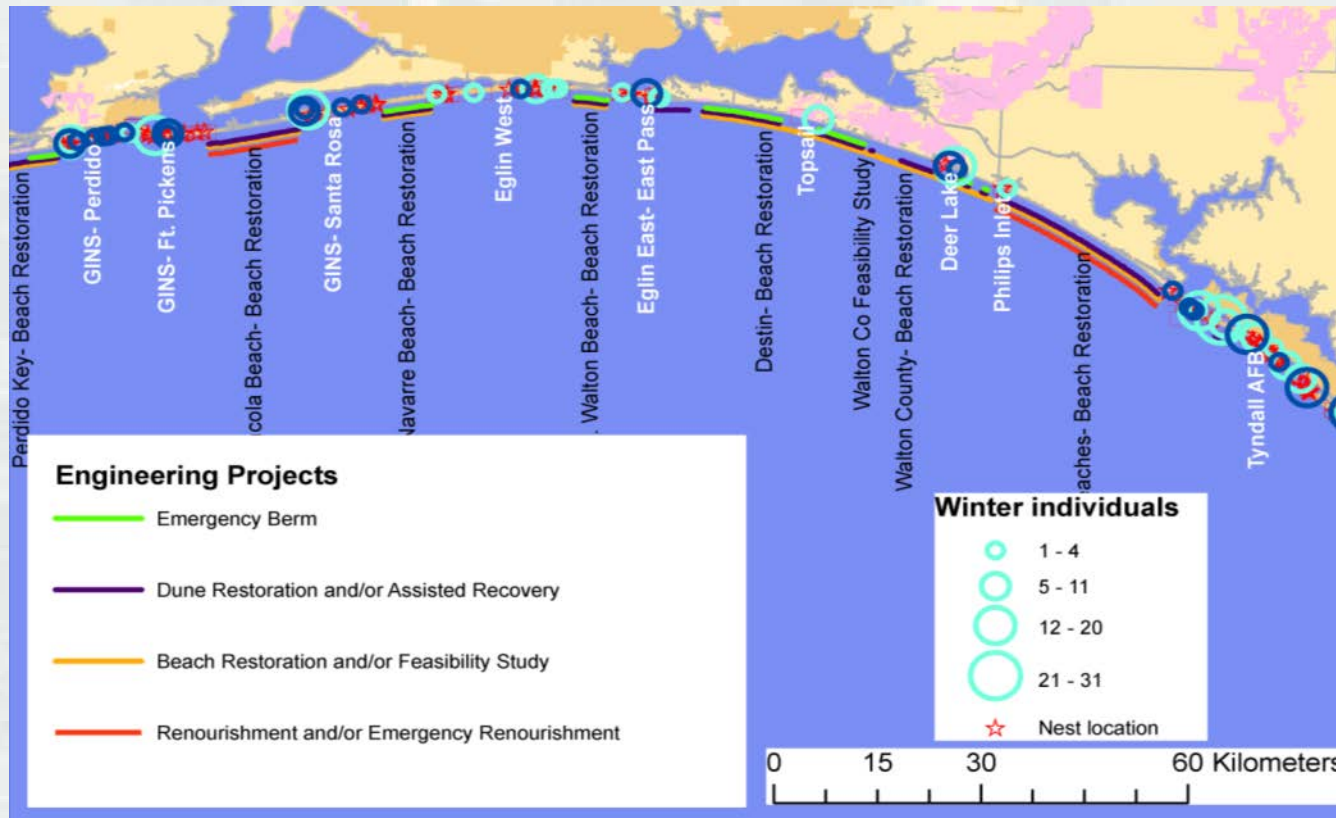 Perdido Key- Beach Restoration
GINS- Perdido
GINS- Ft. Pickens
cola Beach- Beach Restoration
GINS- Santa Rosa
Navarre Beach- Beach Restoration
Eglin West
. Walton Beach- Beach Restoration
Eglin East- East Pass
Destin- Beach Restoration
Topsail
Walton Co Feasibility Study
Walton County- Beach Restoration
Deer Lake
Philips Inlet
eaches- Beach Restoration
Tyndall AFB
Engineering Projects
Emergency Berm
Dune Restoration and/or Assisted Recovery
Beach Restoration and/or Feasibility Study
Renourishment and/or Emergency Renourishment
Winter individuals
1 - 4
5 - 11
12 - 20
21 - 31
Nest location
0 15 30 60 Kilometers